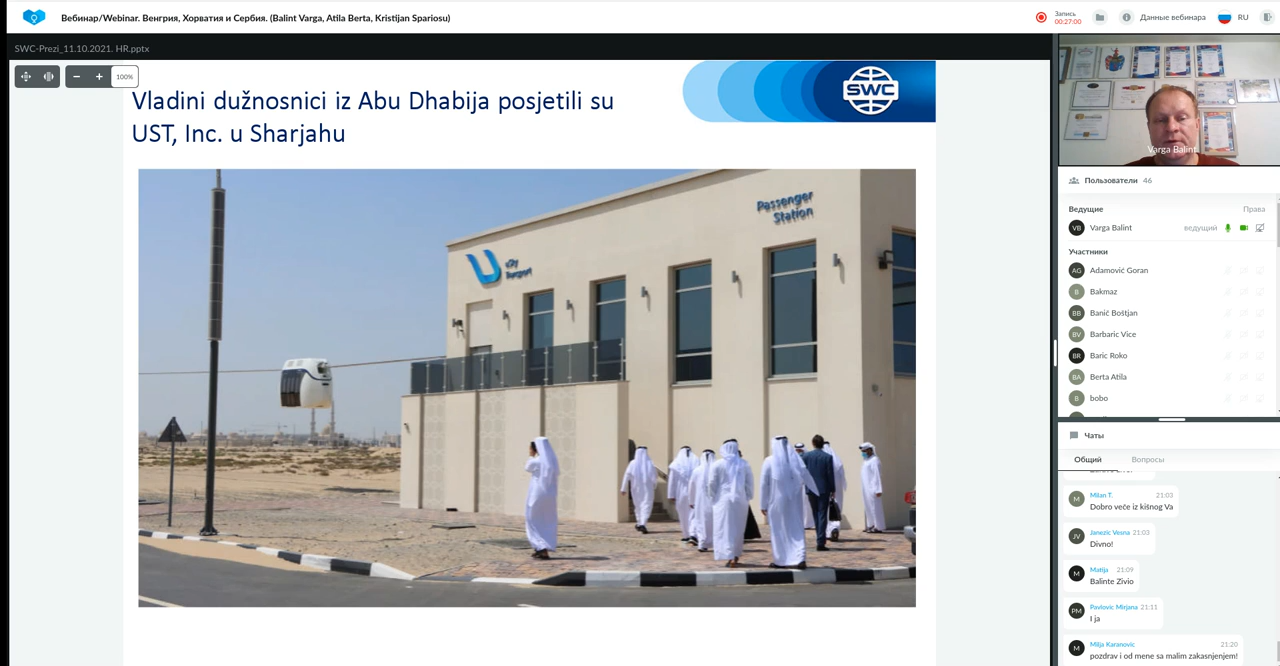 Вебинар/Webinar. Венгрия, Хорватия и Сербия. (Balint Varga, Atila Berta, Kristijan Spariosu)
Запись
00:27:00
Данные вебинара
RU
SWC-Prezi_11.10.2021. HR.pptx
100%
Vladini dužnosnici iz Abu Dhabija posjetili su
UST, Inc. u Sharjahu
SWC
uSky
Transport
Passenger
Station
Varga Balint
Пользователи 46
Ведущие Права
VB Varga Balint ведущий
Участники
AG Adamović Goran
B Bakmaz
BB Banič Boštjan
BV Barbaric Vice
BR Baric Roko
BA Berta Atila
B bobo
Чаты
Общий Вопросы
M Milan T. 21:03
Dobro veče iz kišnog Va
JV Janezic Vesna 21:03
Divno!
M Matija 21:09
Balinte Zivio
PM Pavlovic Mirjana 21:11
I ja
M Milja Karanovic 21:20
pozdrav i od mene sa malim zakasnjenjem!